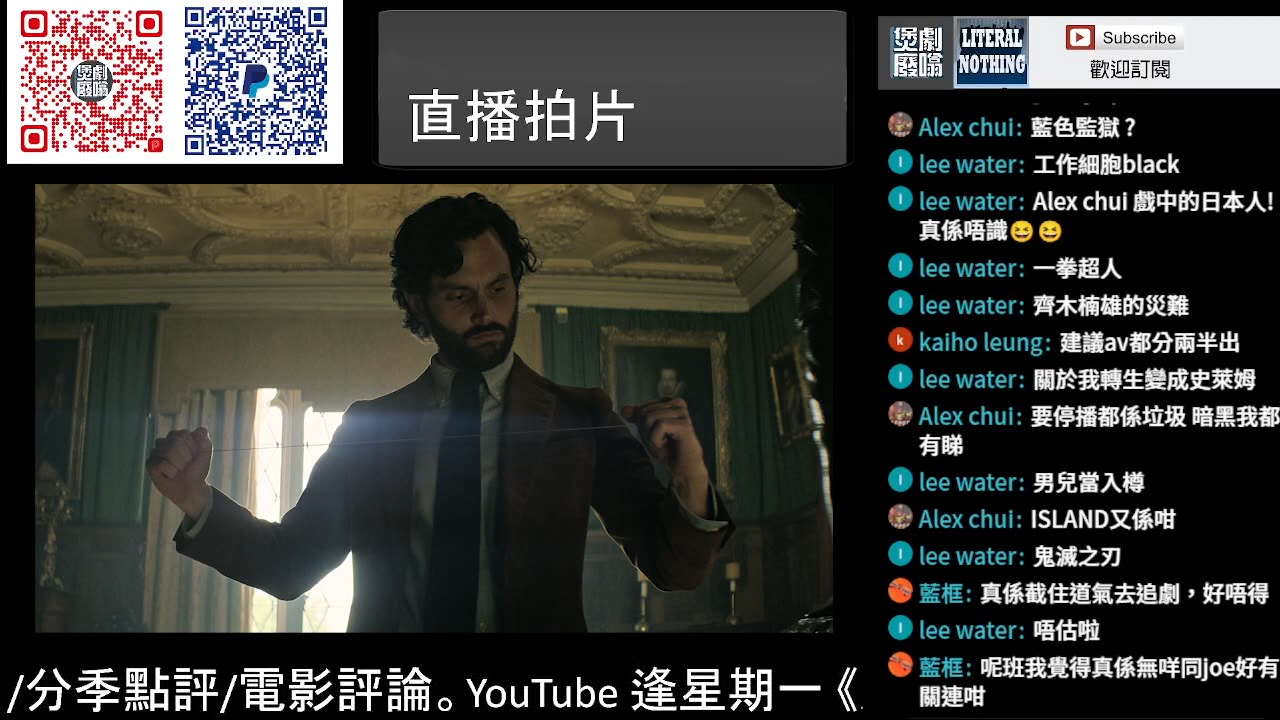 煲劇
廢噏
直播拍片
煲劇
廢噏
LITERAL
NOTHING
Subscribe
歡迎訂閱
Alex chui: 藍色監獄 ?
lee water: 工作細胞black
lee water: Alex chui 戲中的日本人!
真係唔識😆 😆
lee water: 一拳超人
lee water: 齊木楠雄的災難
kaiho leung: 建議av都分兩半出
lee water: 關於我轉生變成史萊姆
Alex chui: 要停播都係垃圾 暗黑我都
有睇
lee water: 男兒當入樽
Alex chui: ISLAND又係咁
lee water: 鬼滅之刃
藍框: 真係截住道氣去追劇，好唔得
lee water: 唔估啦
藍框: 呢班我覺得真係無咩同joe好有
關連咁
/分季點評/電影評論。YouTube 逢星期一《